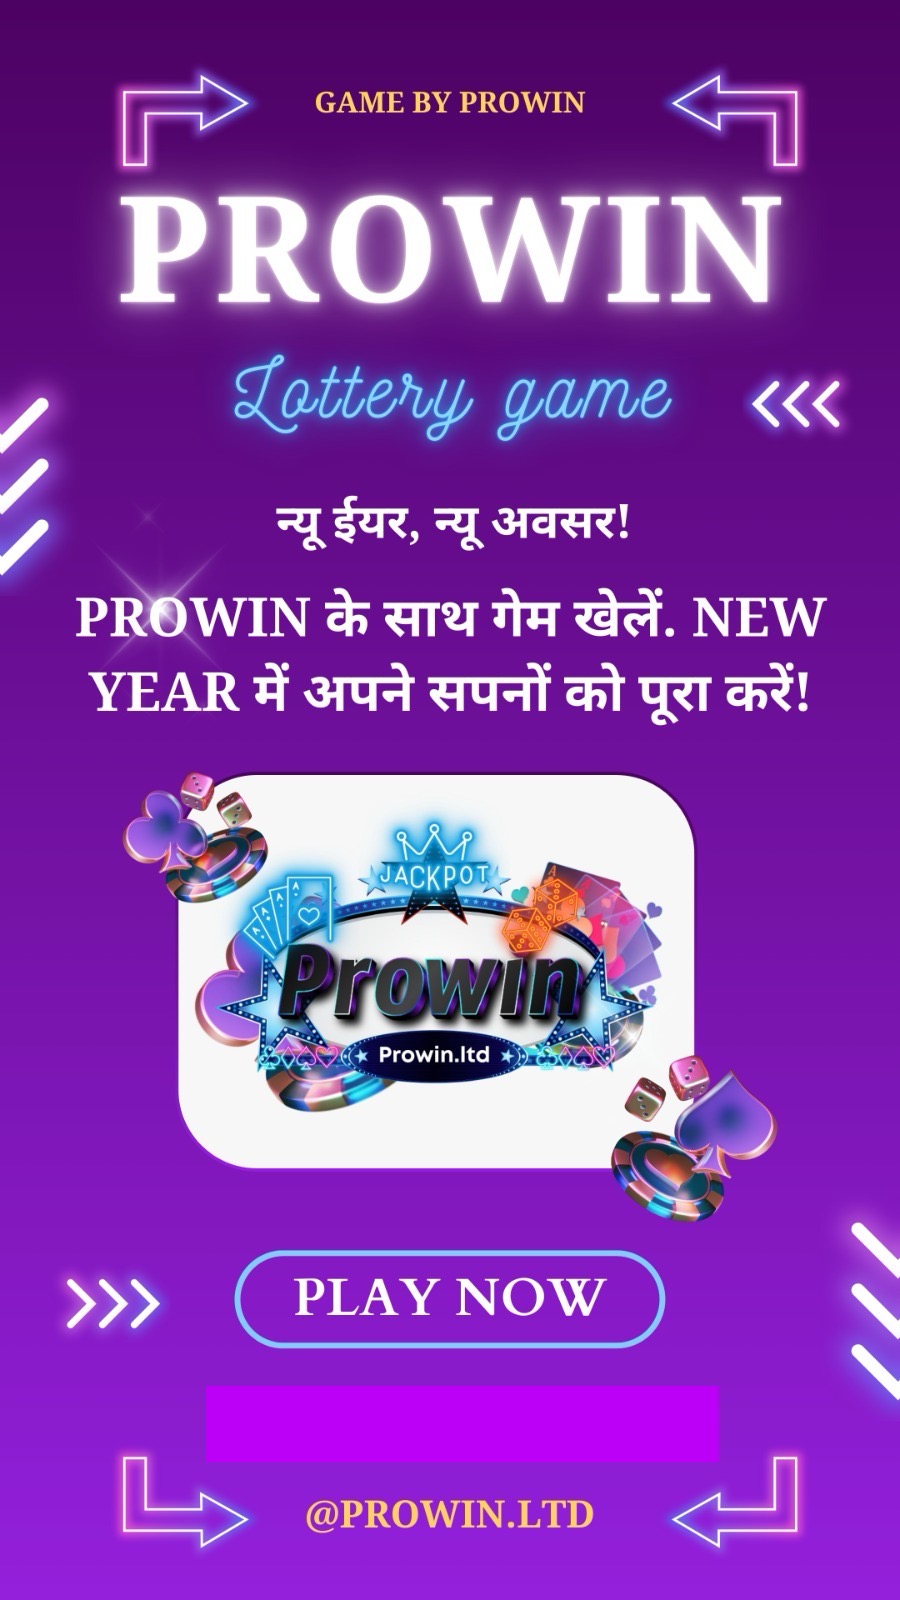 GAME BY PROWIN
PROWIN
Lottery game
न्यू ईयर, न्यू अवसर!
PROWIN के साथ गेम खेलें. NEW
YEAR में अपने सपनों को पूरा करें!
JACKPOT
Prowin
Prowin.ltd
PLAY NOW
@PROWIN.LTD